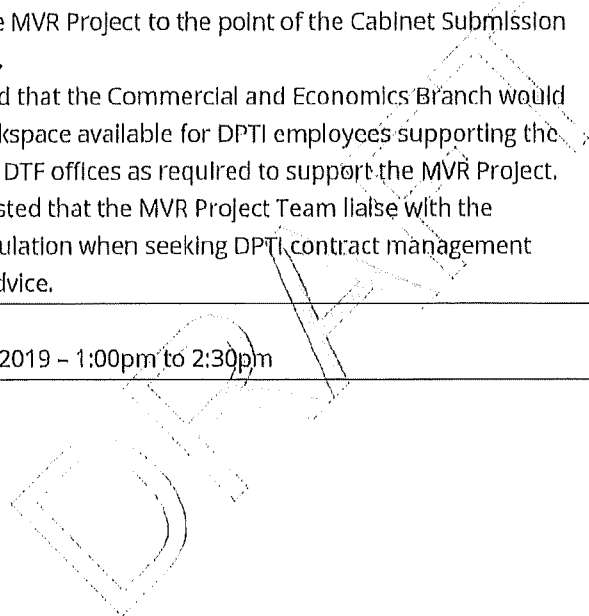 e MVR Project to the point of the Cabinet Submission
d that the Commercial and Economics Branch would
kspace available for DPTI employees supporting the
DTF offices as required to support the MVR Project.
sted that the MVR Project Team liaise with the
ulation when seeking DPTI contract management
dvice.
2019 – 1:00pm to 2:30pm
DRAFT